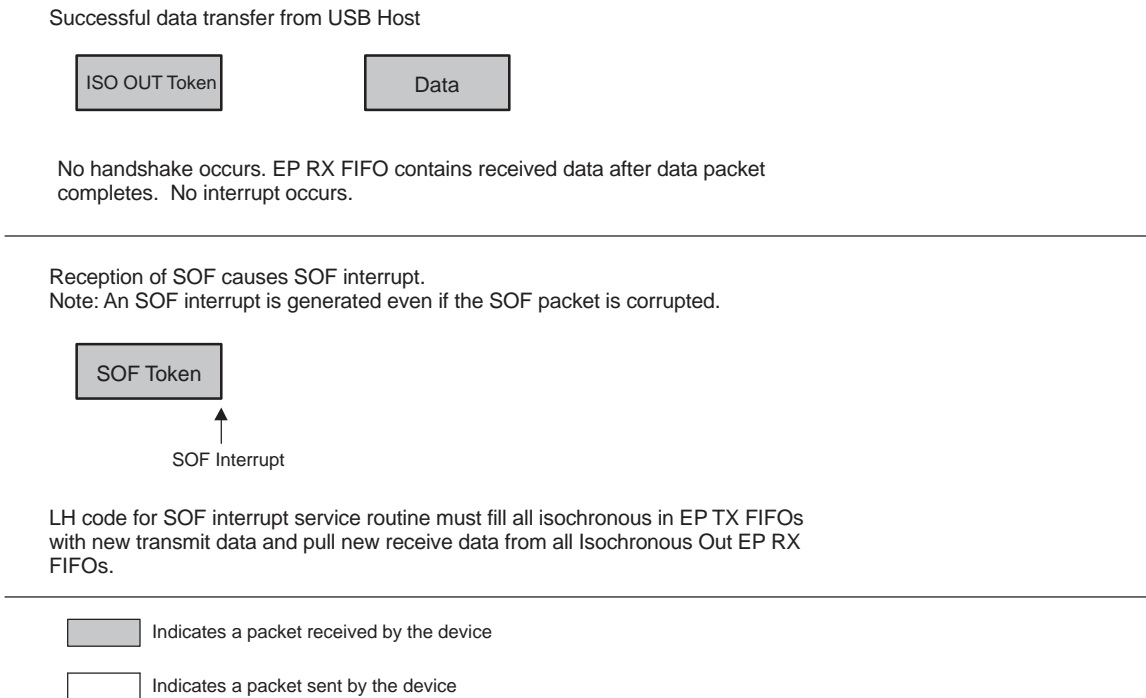 Successful data transfer from USB Host
ISO OUT Token
Data
No handshake occurs. EP RX FIFO contains received data after data packet
completes.  No interrupt occurs.
Reception of SOF causes SOF interrupt.
Note: An SOF interrupt is generated even if the SOF packet is corrupted.
SOF Token
SOF Interrupt
LH code for SOF interrupt service routine must fill all isochronous in EP TX FIFOs
with new transmit data and pull new receive data from all Isochronous Out EP RX
FIFOs.
Indicates a packet received by the device
Indicates a packet sent by the device